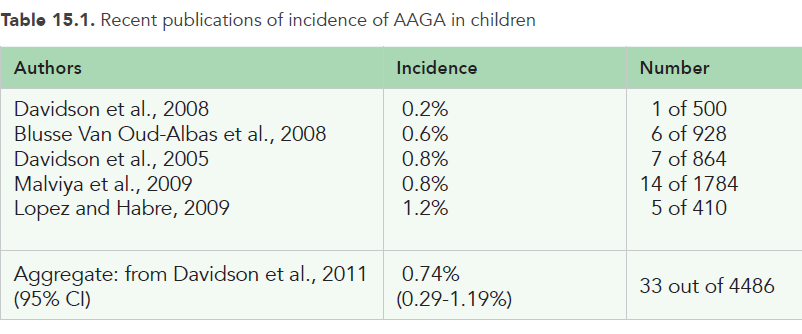 Table 15.1. Recent publications of incidence of AAGA in children
Authors Incidence Number
Davidson et al., 2008 0.2% 1 of 500
Blusse Van Oud-Albas et al., 2008 0.6% 6 of 928
Davidson et al., 2005 0.8% 7 of 864
Malviya et al., 2009 0.8% 14 of 1784
Lopez and Habre, 2009 1.2% 5 of 410
Aggregate: from Davidson et al., 2011 0.74% 33 out of 4486
(95% CI) (0.29-1.19%)